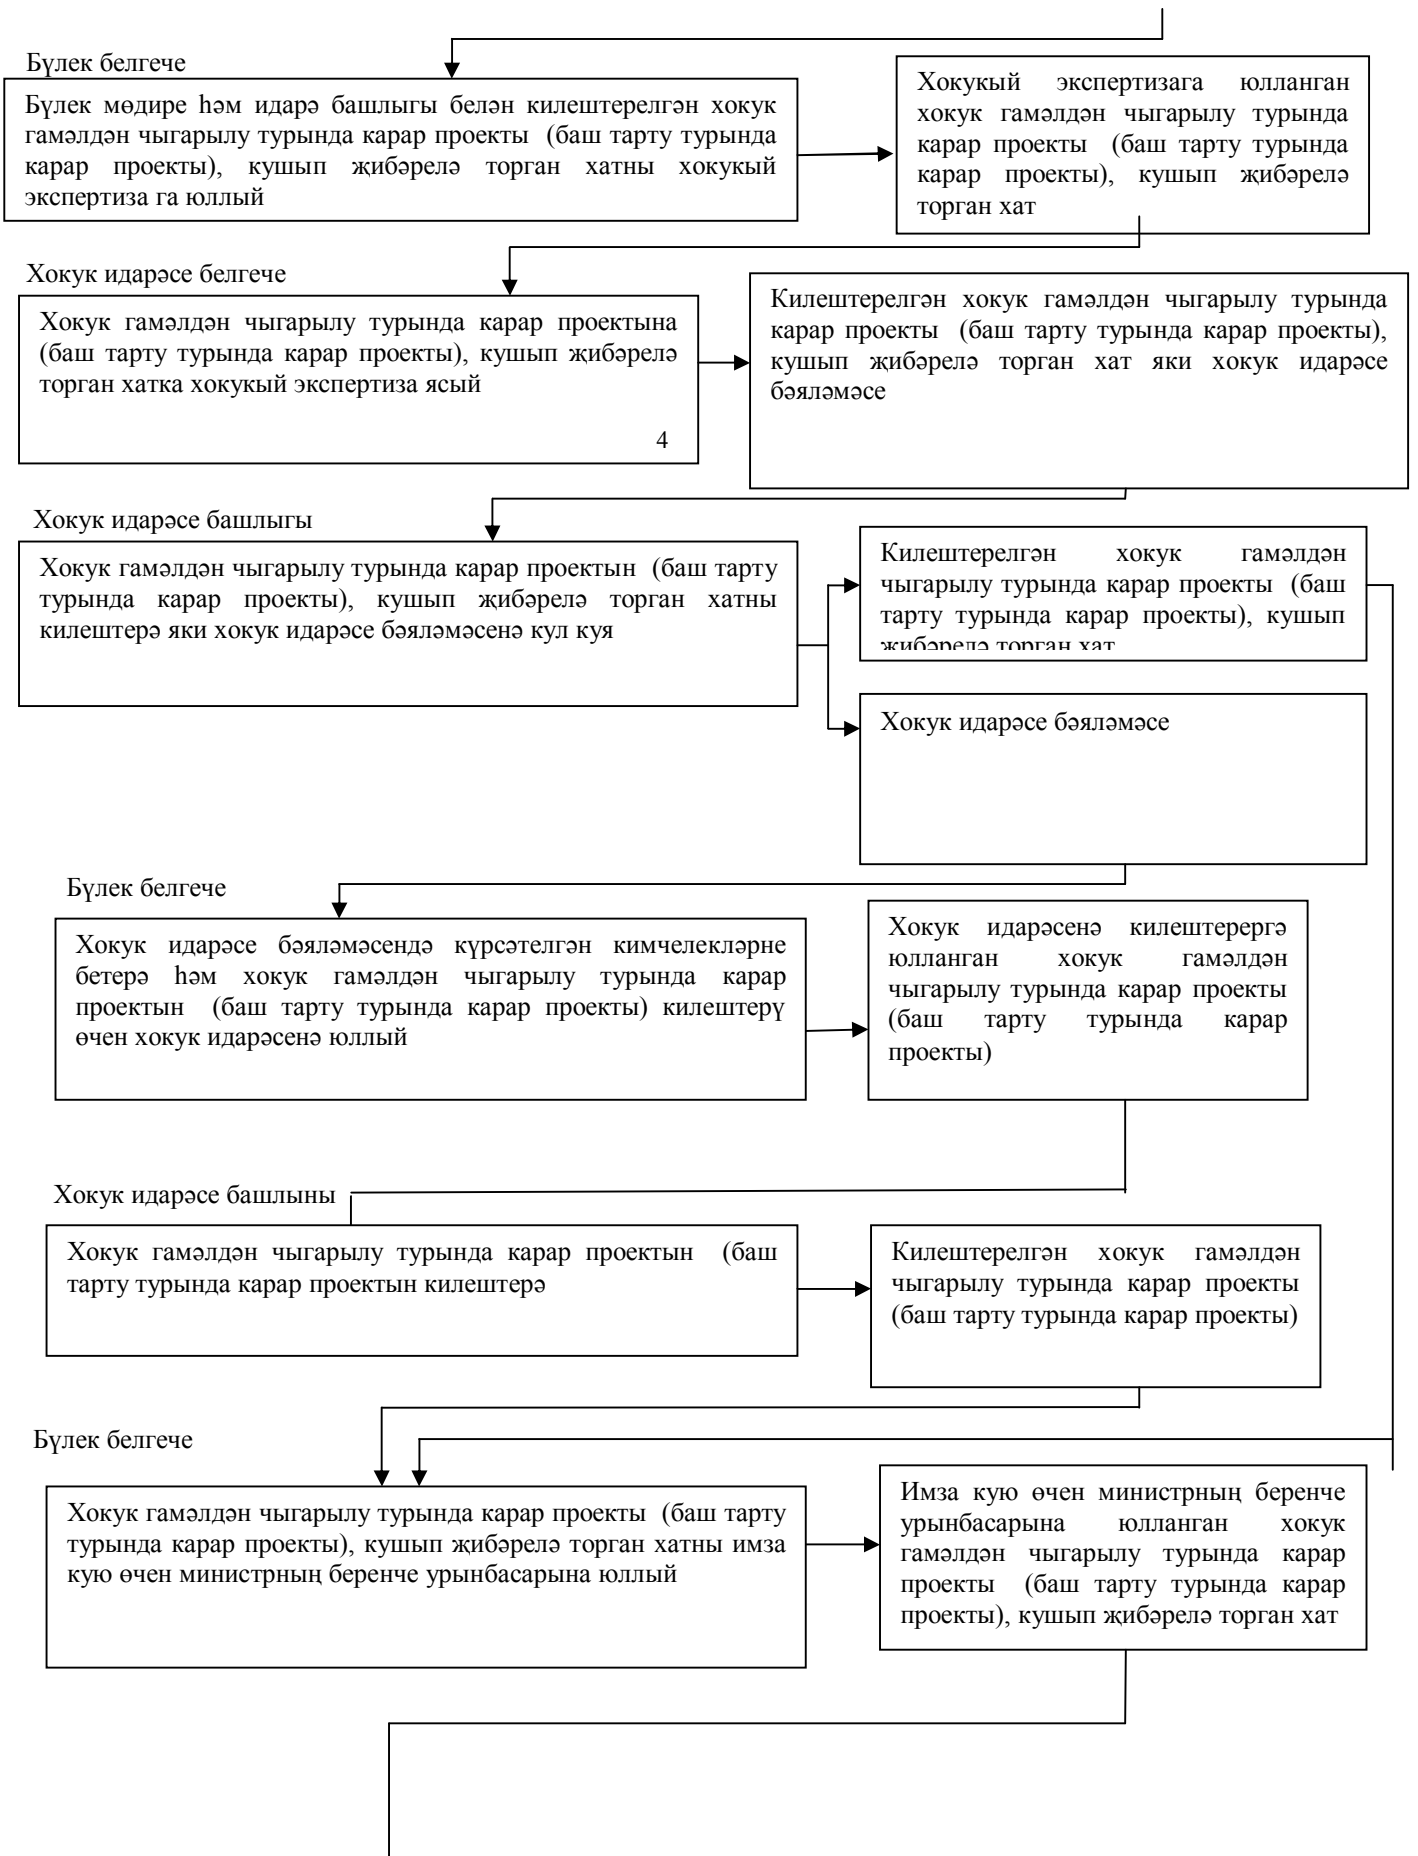 Бүлек белгече
Бүлек мөдире һәм идарә башлыгы белән килештерелгән хокук
гамәлдән чыгарылу турында карар проекты (баш тарту турында
карар проекты), кушып җибәрелә торган хатны хокукый
экспертиза га юллый
Хокукый экспертизага юлланган
хокук гамәлдән чыгарылу турында
карар проекты (баш тарту турында
карар проекты), кушып җибәрелә
торган хат
Хокук идарәсе белгече
Хокук гамәлдән чыгарылу турында карар проектына
(баш тарту турында карар проекты), кушып җибәрелә
торган хатка хокукый экспертиза ясый
4
Килештерелгән хокук гамәлдән чыгарылу турында
карар проекты (баш тарту турында карар проекты),
кушып җибәрелә торган хат яки хокук идарәсе
бәяләмәсе
Хокук идарәсе башлыгы
Хокук гамәлдән чыгарылу турында карар проектын (баш тарту
турында карар проекты), кушып җибәрелә торган хатны
килештерә яки хокук идарәсе бәяләмәсенә кул куя
Килештерелгән хокук гамәлдән
чыгарылу турында карар проекты (баш
тарту турында карар проекты), кушып
җибәрелә торган хат
Хокук идарәсе бәяләмәсе
Бүлек белгече
Хокук идарәсе бәяләмәсендә күрсәтелгән кимчелекләрне
бетерә һәм хокук гамәлдән чыгарылу турында карар
проектын (баш тарту турында карар проекты) килештерү
өчен хокук идарәсенә юллый
Хокук идарәсенә килештерергә
юлланган хокук гамәлдән
чыгарылу турында карар проекты
(баш тарту турында карар
проекты)
Хокук идарәсе башлыны
Хокук гамәлдән чыгарылу турында карар проектын (баш
тарту турында карар проектын килештерә
Килештерелгән хокук гамәлдән
чыгарылу турында карар проекты
(баш тарту турында карар проекты)
Бүлек белгече
Хокук гамәлдән чыгарылу турында карар проекты (баш тарту
турында карар проекты), кушып җибәрелә торган хатны имза
кую өчен министрның беренче урынбасарына юллый
Имза кую өчен министрның беренче
урынбасарына юлланган хокук
гамәлдән чыгарылу турында карар
проекты (баш тарту турында карар
проекты), кушып җибәрелә торган хат